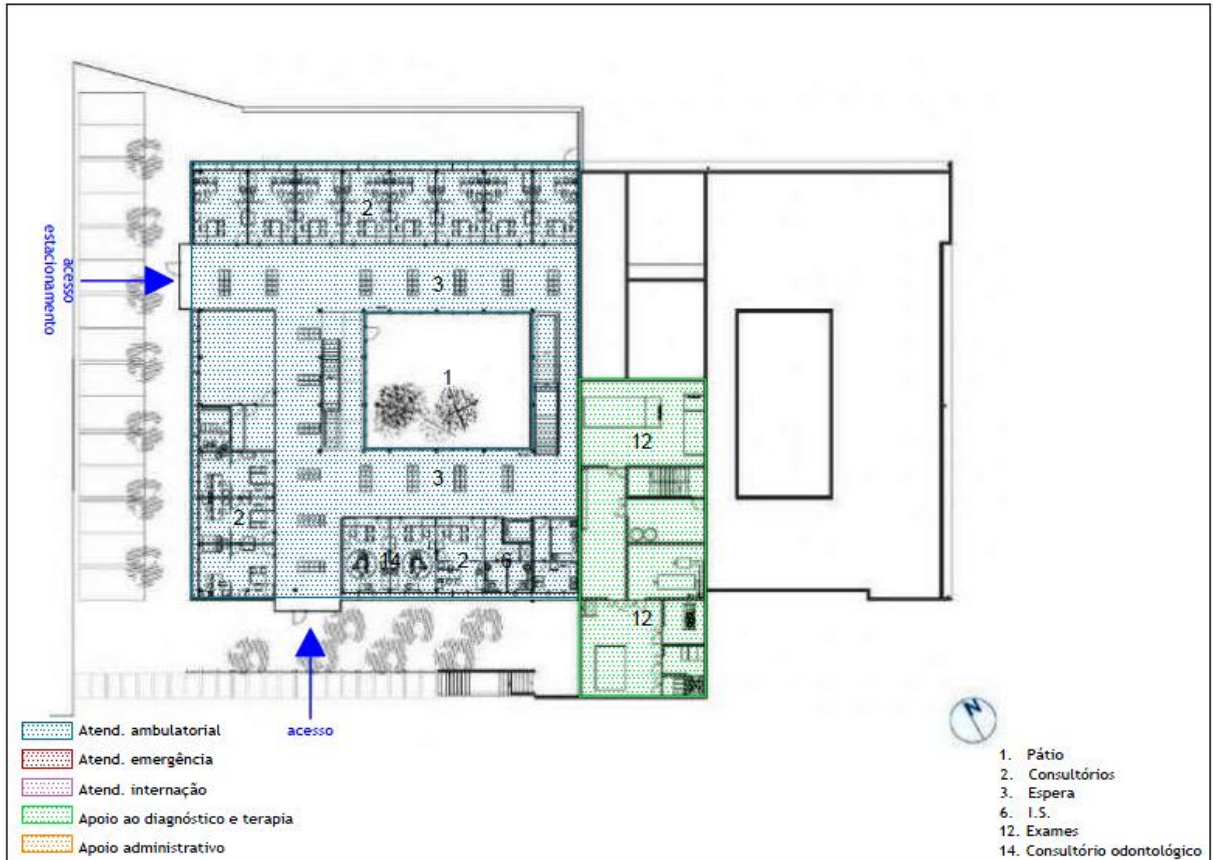 2
acesso
estacionamento
3
1
12
3
2
14
2
6
12
acesso
N
Atend. ambulatorial
Atend. emergência
Atend. internação
Apoio ao diagnóstico e terapia
Apoio administrativo
1. Pátio
2. Consultórios
3. Espera
6. I.S.
12. Exames
14. Consultório odontológico